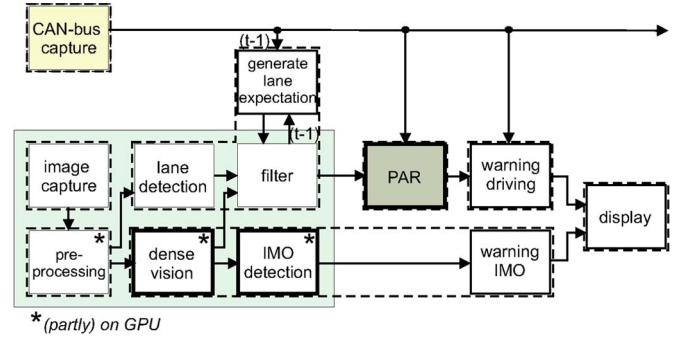 CAN-bus
capture
(t-1)
generate
lane
expectation
(t-1)
image
capture
lane
detection
filter
PAR
warning
driving
display
pre-
processing
*
dense
vision
*
IMO
detection
*
warning
IMO
* (partly) on GPU